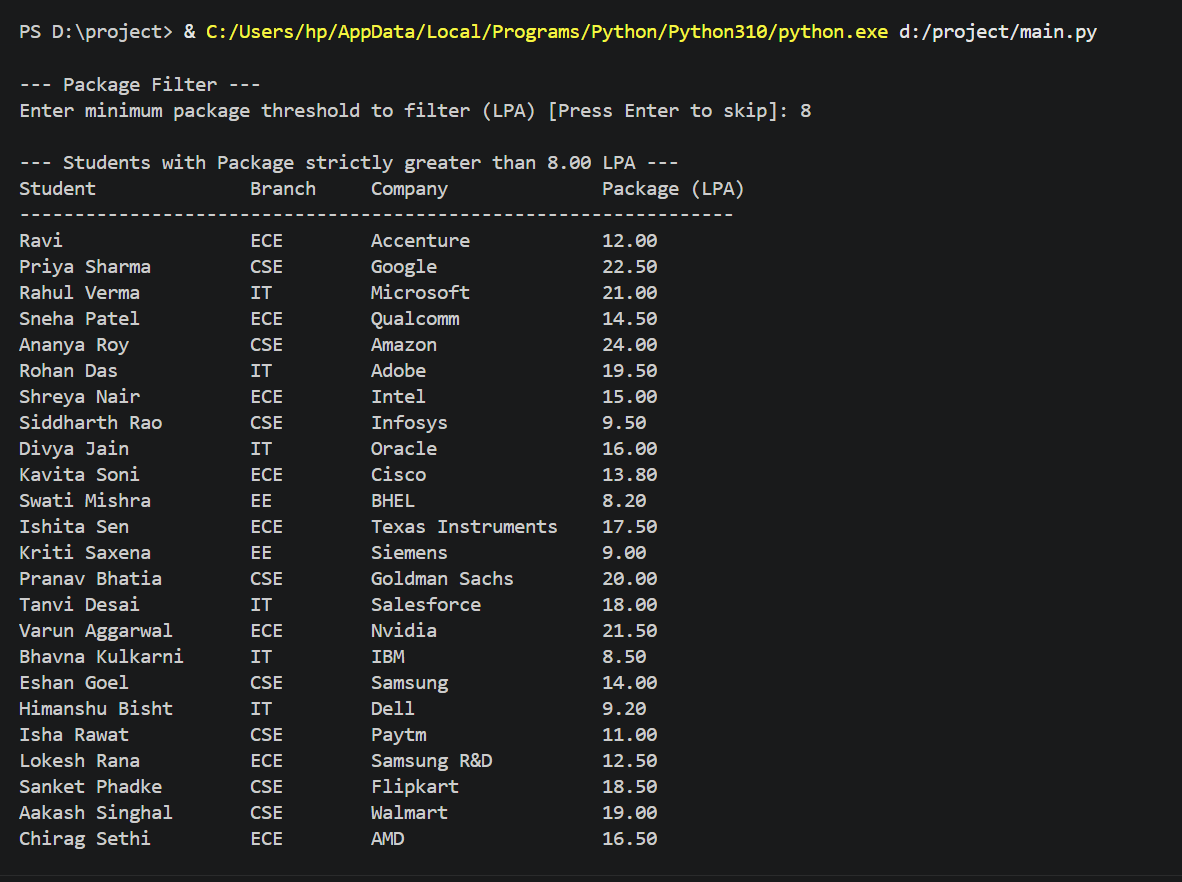 PS D:\project> & C:/Users/hp/AppData/Local/Programs/Python/Python310/python.exe d:/project/main.py

--- Package Filter ---
Enter minimum package threshold to filter (LPA) [Press Enter to skip]: 8

--- Students with Package strictly greater than 8.00 LPA ---
Student              Branch     Company              Package (LPA)
-----------------------------------------------------------------
Ravi                 ECE        Accenture            12.00
Priya Sharma         CSE        Google               22.50
Rahul Verma          IT         Microsoft            21.00
Sneha Patel          ECE        Qualcomm             14.50
Ananya Roy           CSE        Amazon               24.00
Rohan Das            IT         Adobe                19.50
Shreya Nair          ECE        Intel                15.00
Siddharth Rao        CSE        Infosys              9.50
Divya Jain           IT         Oracle               16.00
Kavita Soni          ECE        Cisco                13.80
Swati Mishra         EE         BHEL                 8.20
Ishita Sen           ECE        Texas Instruments    17.50
Kriti Saxena         EE         Siemens              9.00
Pranav Bhatia        CSE        Goldman Sachs        20.00
Tanvi Desai          IT         Salesforce           18.00
Varun Aggarwal       ECE        Nvidia               21.50
Bhavna Kulkarni      IT         IBM                  8.50
Eshan Goel           CSE        Samsung              14.00
Himanshu Bisht       IT         Dell                 9.20
Isha Rawat           CSE        Paytm                11.00
Lokesh Rana          ECE        Samsung R&D          12.50
Sanket Phadke        CSE        Flipkart             18.50
Aakash Singhal       CSE        Walmart              19.00
Chirag Sethi         ECE        AMD                  16.50